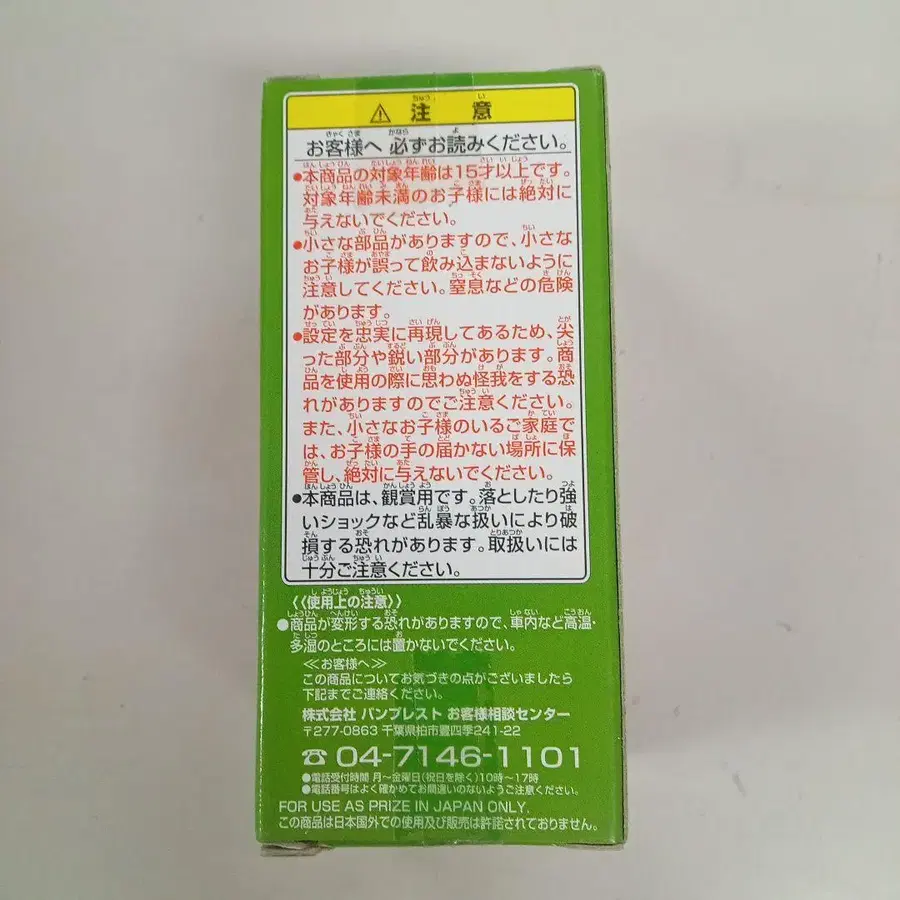 ⚠ 注意
お客様へ 必ずお読みください。
●本商品の対象年齢は15才以上です。
対象年齢未満のお子様には絶対に
与えないでください。
●小さな部品がありますので、小さな
お子様が誤って飲み込まないように
注意してください。窒息などの危険
があります。
●設定を忠実に再現してあるため、尖
った部分や鋭い部分があります。商
品を使用の際に思わぬ怪我をする恐
れがありますのでご注意ください。
また、小さなお子様のいるご家庭で
は、お子様の手の届かない場所に保
管し、絶対に与えないでください。
●本商品は、観賞用です。落としたり強
いショックなど乱暴な扱いにより破
損する恐れがあります。取扱いには
十分ご注意ください。
《使用上の注意》
●商品が変形する恐れがありますので、車内など高温・
多湿のところには置かないでください。
≪お客様へ≫
この商品についてお気づきの点がございましたら
下記までご連絡ください。
株式会社 バンプレスト お客様相談センター
〒277-0863 千葉県柏市豊四季241-22
☎04-7146-1101
●電話受付時間 月〜金曜日(祝日を除く)10時〜17時
●電話番号はよく確かめてお間違いのないようご注意ください。
FOR USE AS PRIZE IN JAPAN ONLY.
この商品は日本国外での使用及び販売は許諾されておりません。